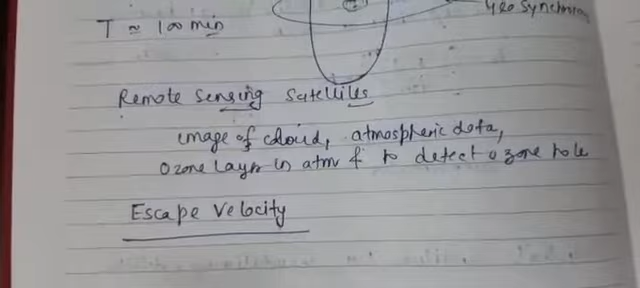 geo synchron
T ≈ 100 min
Remote sensing satellites
image of cloud, atmospheric data,
ozone layer in atm & to detect ozone hole
Escape Velocity